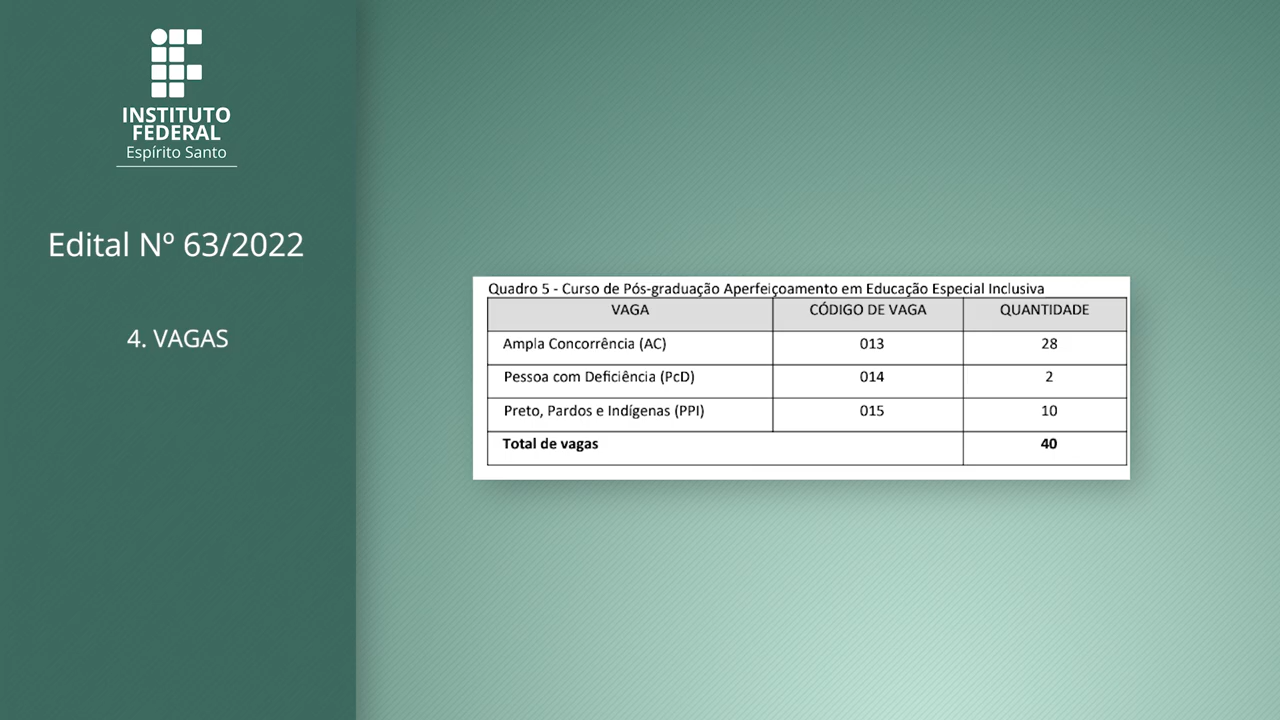 INSTITUTO
FEDERAL
Espírito Santo
Edital Nº 63/2022
4. VAGAS
Quadro 5 - Curso de Pós-graduação Aperfeiçoamento em Educação Especial Inclusiva
VAGA CÓDIGO DE VAGA QUANTIDADE
Ampla Concorrência (AC) 013 28
Pessoa com Deficiência (PcD) 014 2
Preto, Pardos e Indígenas (PPI) 015 10
Total de vagas 40